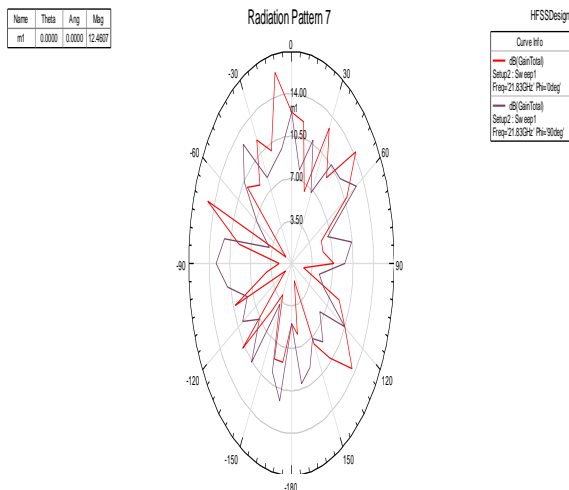 Radiation Pattern 7
HFSSDesign
Name Theta Ang Mag
m1 0.0000 0.0000 12.4607
Curve Info
dB(GainTotal)
Setup2 : Sweep1
Freq='21.83GHz' Phi='0deg'
dB(GainTotal)
Setup2 : Sweep1
Freq='21.83GHz' Phi='90deg'
0
-30
30
14.00
m1
10.50
-60
60
7.00
3.50
-90
90
-120
120
-150
150
-180